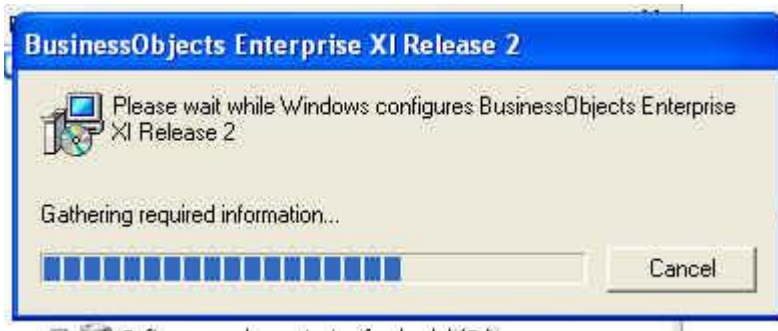 BusinessObjects Enterprise XI Release 2
Please wait while Windows configures BusinessObjects Enterprise
XI Release 2
Gathering required information...
Cancel